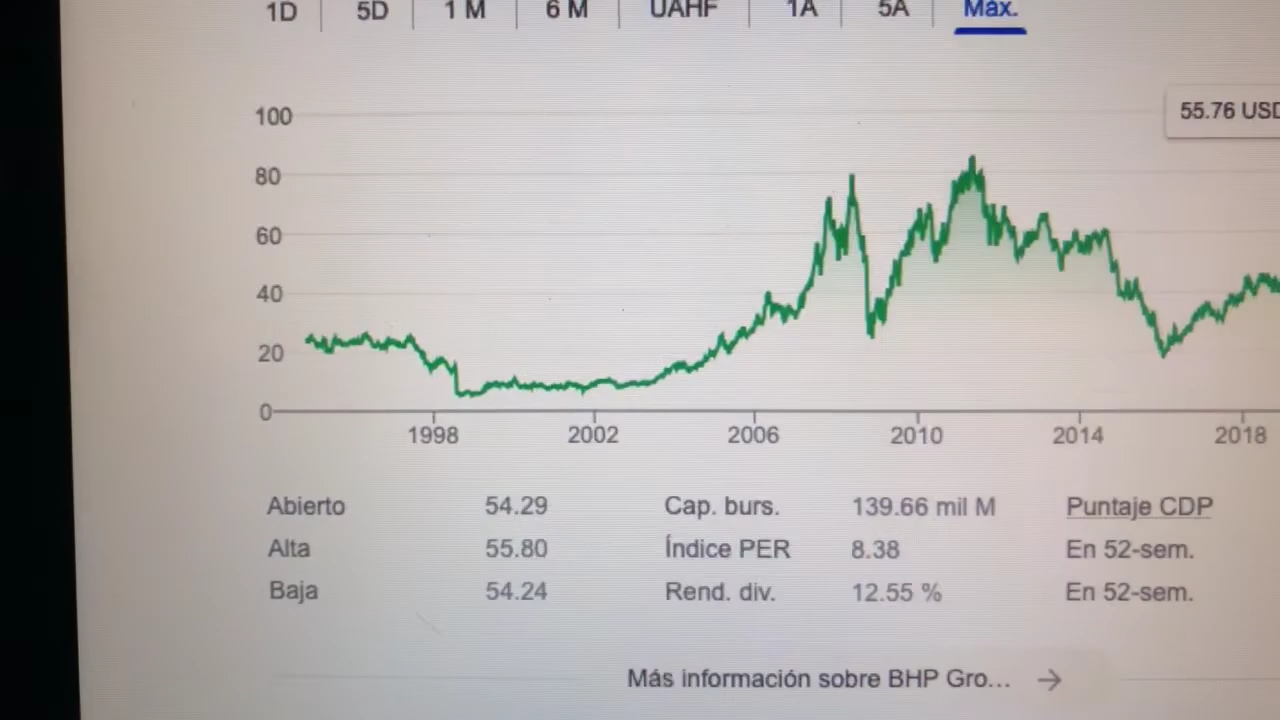 1D 5D 1 M 6 M UAHF 1A 5A Máx.
55.76 USD
100
80
60
40
20
0
1998 2002 2006 2010 2014 2018
Abierto 54.29 Cap. burs. 139.66 mil M Puntaje CDP
Alta 55.80 Índice PER 8.38 En 52-sem.
Baja 54.24 Rend. div. 12.55 % En 52-sem.
Más información sobre BHP Gro...